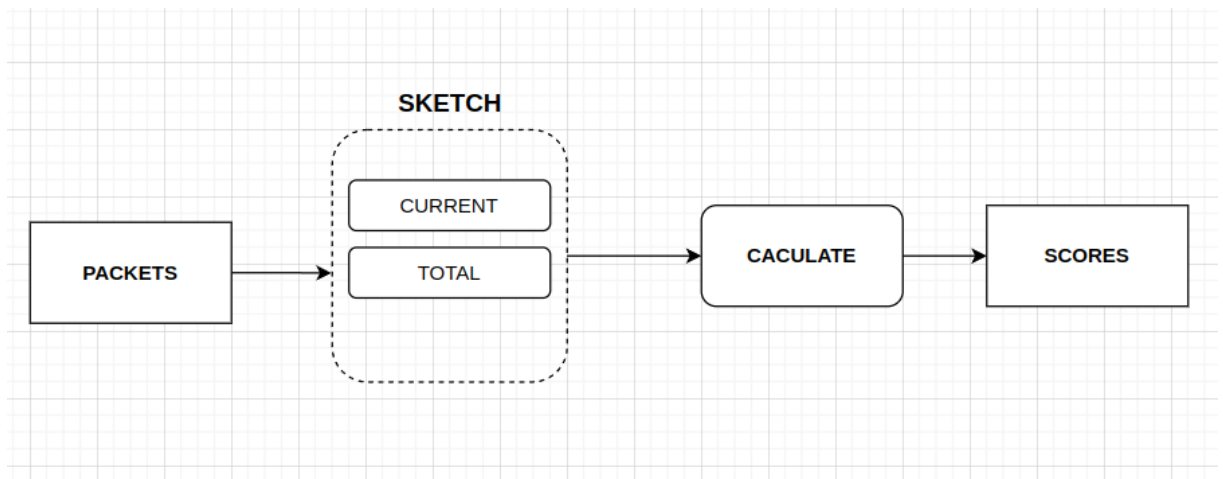 SKETCH
CURRENT
PACKETS
TOTAL
CACULATE
SCORES